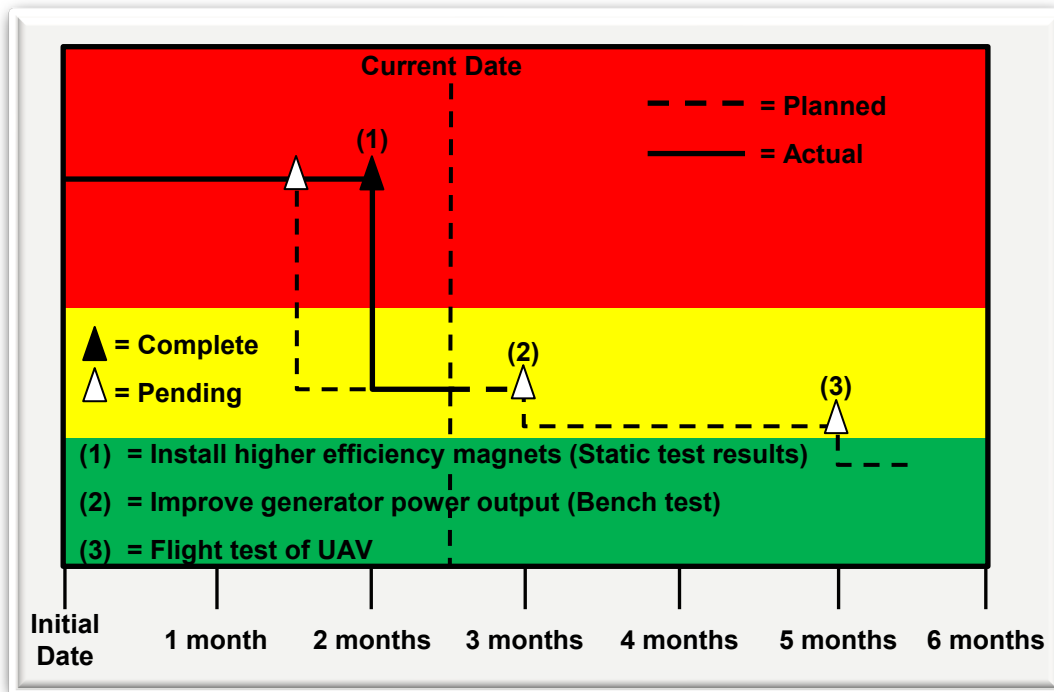 Current Date
= Planned
(1)
= Actual
= Complete
(2)
= Pending
(3)
(1) = Install higher efficiency magnets (Static test results)
(2) = Improve generator power output (Bench test)
(3) = Flight test of UAV
Initial
Date
1 month
2 months
3 months
4 months
5 months
6 months